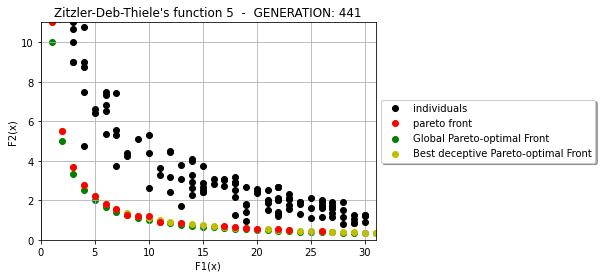 Zitzler-Deb-Thiele's function 5  -  GENERATION: 441
F2(x)
10
8
6
4
2
0
0 5 10 15 20 25 30
F1(x)
individuals
pareto front
Global Pareto-optimal Front
Best deceptive Pareto-optimal Front